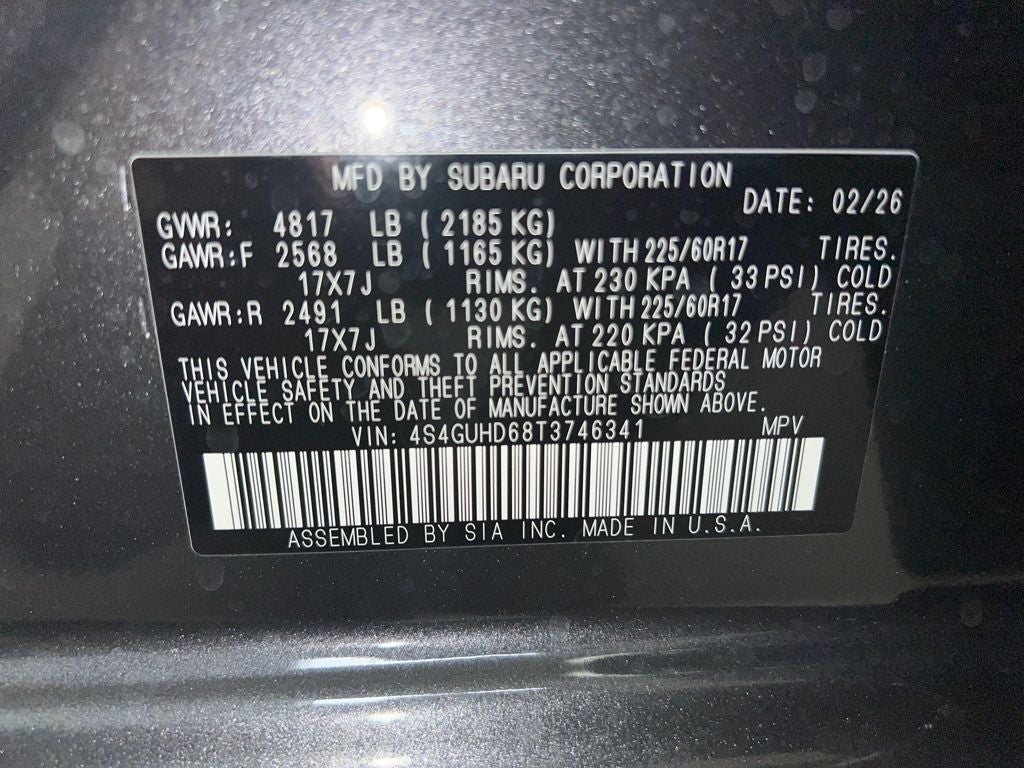 MFD BY SUBARU CORPORATION
DATE: 02/26
GVWR: 4817 LB ( 2185 KG)
GAWR:F 2568 LB ( 1165 KG) WITH 225/60R17 TIRES.
17X7J RIMS. AT 230 KPA ( 33 PSI) COLD
GAWR:R 2491 LB ( 1130 KG) WITH 225/60R17 TIRES.
17X7J RIMS. AT 220 KPA ( 32 PSI) COLD
THIS VEHICLE CONFORMS TO ALL APPLICABLE FEDERAL MOTOR
VEHICLE SAFETY AND THEFT PREVENTION STANDARDS
IN EFFECT ON THE DATE OF MANUFACTURE SHOWN ABOVE.
VIN: 4S4GUHD68T3746341 MPV
ASSEMBLED BY SIA INC. MADE IN U.S.A.